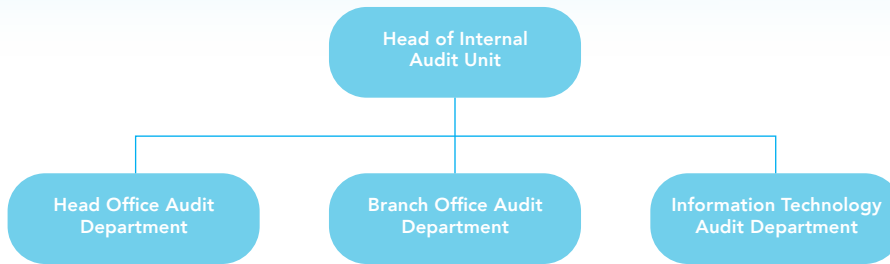 Head of Internal
Audit Unit
Head Office Audit
Department
Branch Office Audit
Department
Information Technology
Audit Department